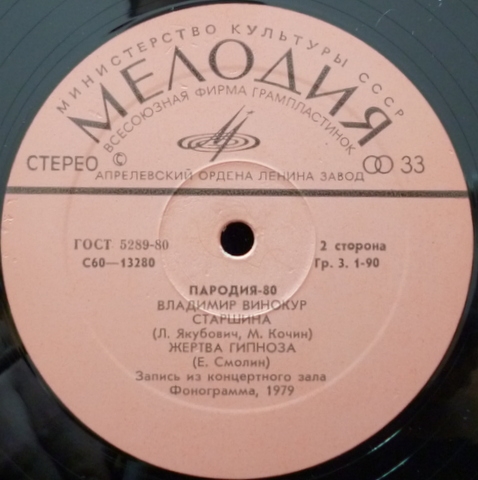 МИНИСТЕРСТВО КУЛЬТУРЫ СССР
МЕЛОДИЯ
ВСЕСОЮЗНАЯ ФИРМА ГРАМПЛАСТИНОК
СТЕРЕО © 33
АПРЕЛЕВСКИЙ ОРДЕНА ЛЕНИНА ЗАВОД
ГОСТ 5289-80 2 сторона
С60—13280 Гр. 3. 1-90
ПАРОДИЯ-80
ВЛАДИМИР ВИНОКУР
СТАРШИНА
(Л. Якубович, М. Кочин)
ЖЕРТВА ГИПНОЗА
(Е. Смолин)
Запись из концертного зала
Фонограмма, 1979